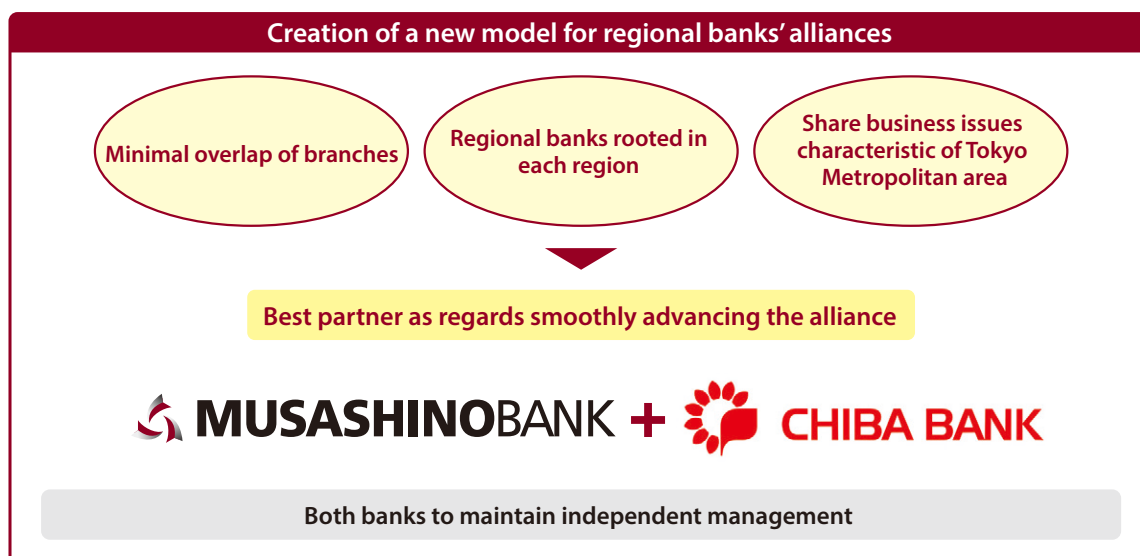 Creation of a new model for regional banks' alliances
Minimal overlap of branches
Regional banks rooted in
each region
Share business issues
characteristic of Tokyo
Metropolitan area
Best partner as regards smoothly advancing the alliance
MUSASHINOBANK + CHIBA BANK
Both banks to maintain independent management